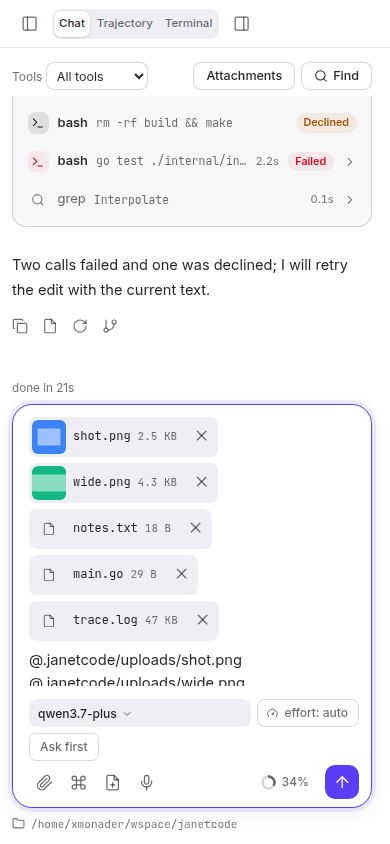 Chat Trajectory Terminal
Tools All tools Attachments Find
bash rm -rf build && make Declined
bash go test ./internal/in… 2.2s Failed
grep Interpolate 0.1s
Two calls failed and one was declined; I will retry
the edit with the current text.
done in 21s
shot.png 2.5 KB
wide.png 4.3 KB
notes.txt 18 B
main.go 29 B
trace.log 47 KB
@.janetcode/uploads/shot.png
@.janetcode/uploads/wide.png
qwen3.7-plus effort: auto
Ask first
34%
/home/xmonader/wspace/janetcode